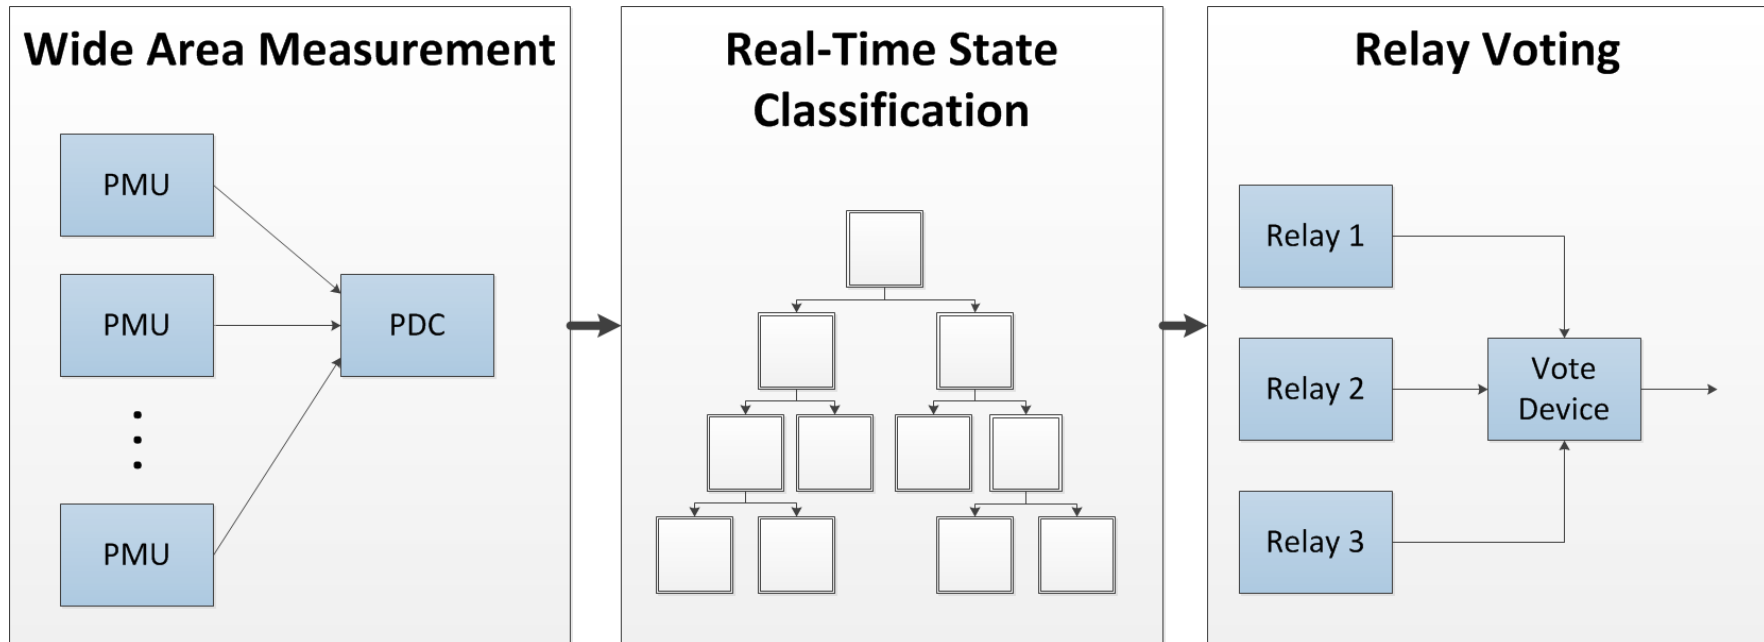 Wide Area Measurement
PMU
PMU
PMU
PDC
Real-Time State
Classification
Relay Voting
Relay 1
Relay 2
Relay 3
Vote
Device